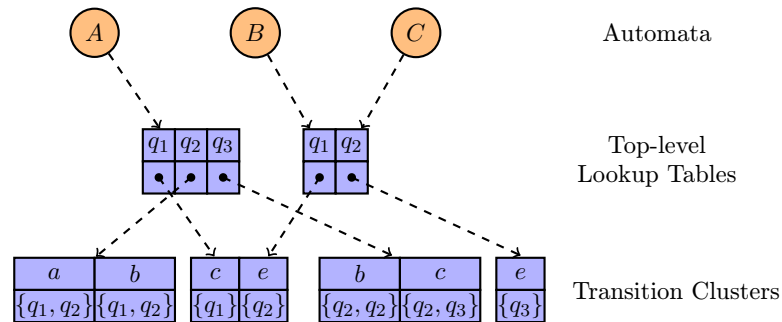 A B C Automata
q₁ q₂ q₃ q₁ q₂ Top-level
Lookup Tables
a b c e b c e
{q₁, q₂} {q₁, q₂} {q₁} {q₂} {q₂, q₂} {q₂, q₃} {q₃} Transition Clusters